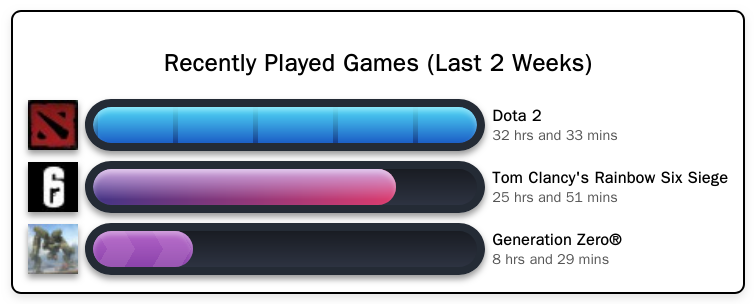 Recently Played Games (Last 2 Weeks)
Dota 2
32 hrs and 33 mins
Tom Clancy's Rainbow Six Siege
25 hrs and 51 mins
Generation Zero®
8 hrs and 29 mins